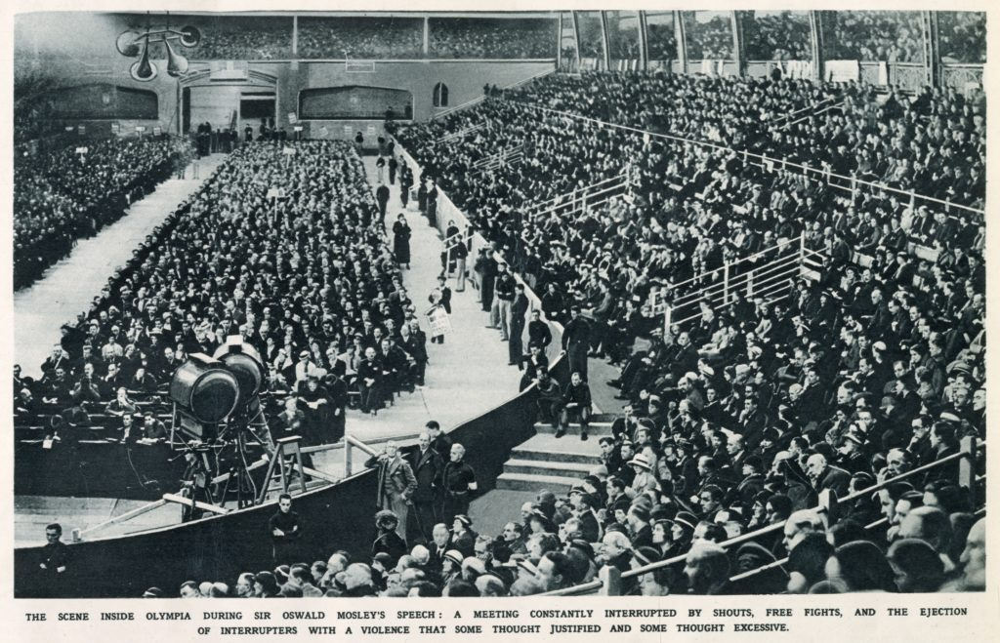 THE SCENE INSIDE OLYMPIA DURING SIR OSWALD MOSLEY'S SPEECH : A MEETING CONSTANTLY INTERRUPTED BY SHOUTS, FREE FIGHTS, AND THE EJECTION
OF INTERRUPTERS WITH A VIOLENCE THAT SOME THOUGHT JUSTIFIED AND SOME THOUGHT EXCESSIVE.